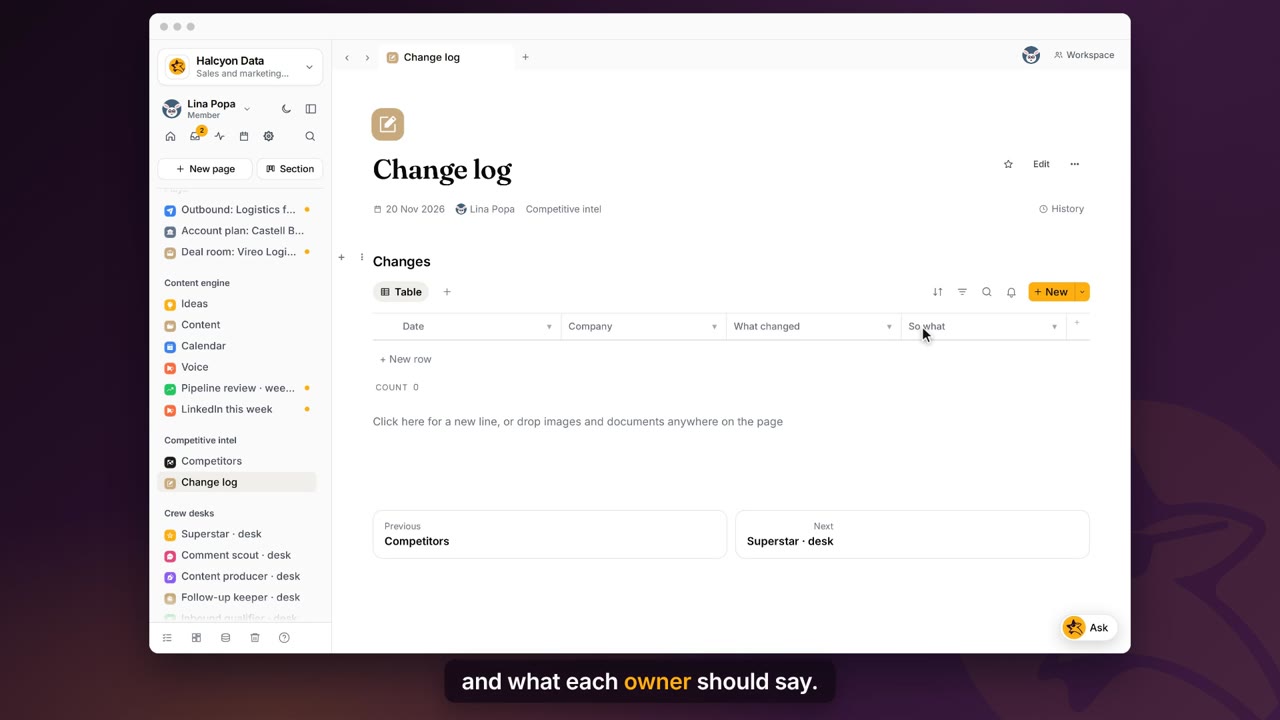 Halcyon Data
Sales and marketing...
Lina Popa
Member
2
+ New page
Section
Outbound: Logistics f...
Account plan: Castell B...
Deal room: Vireo Logi...
Content engine
Ideas
Content
Calendar
Voice
Pipeline review · wee...
LinkedIn this week
Competitive intel
Competitors
Change log
Crew desks
Superstar · desk
Comment scout · desk
Content producer · desk
Follow-up keeper · desk
Inbound qualifier · desk
Change log
Workspace
Change log
Edit
20 Nov 2026 Lina Popa Competitive intel
History
Changes
Table
+ New
Date Company What changed So what
+ New row
COUNT 0
Click here for a new line, or drop images and documents anywhere on the page
Previous
Competitors
Next
Superstar · desk
Ask
and what each owner should say.